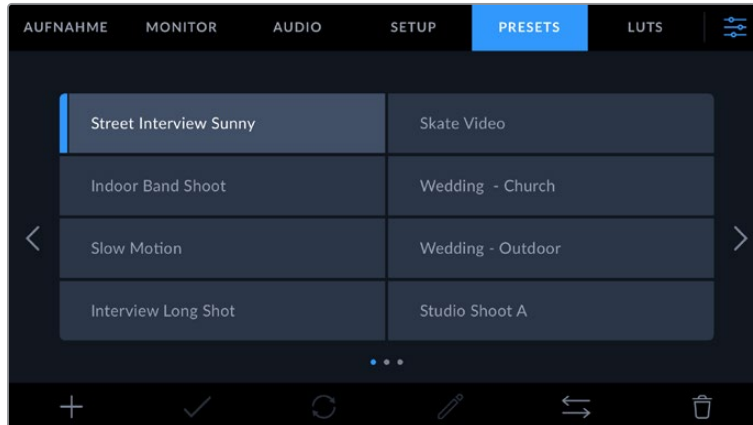 AUFNAHME MONITOR AUDIO SETUP PRESETS LUTS
Street Interview Sunny Skate Video
Indoor Band Shoot Wedding - Church
Slow Motion Wedding - Outdoor
Interview Long Shot Studio Shoot A